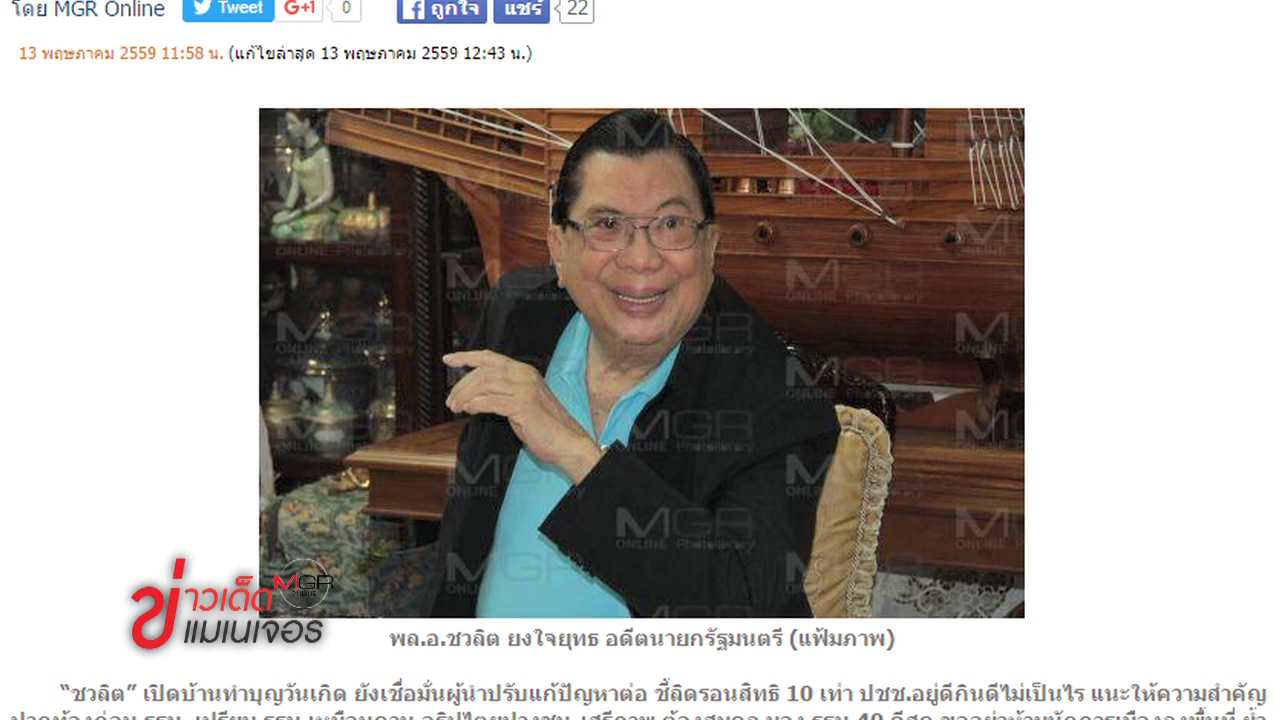 โดย MGR Online
Tweet
G+1
0
ถูกใจ
แชร์
22
13 พฤษภาคม 2559 11:58 น. (แก้ไขล่าสุด 13 พฤษภาคม 2559 12:43 น.)
MGR
ONLINE Photolibrary
ข่าวเด็ด
MGR
ONLINE
แมเนเจอร์
พล.อ.ชวลิต ยงใจยุทธ อดีตนายกรัฐมนตรี (แฟ้มภาพ)
“ชวลิต” เปิดบ้านทำบุญวันเกิด ยังเชื่อมั่นผู้นำปรับแก้ปัญหาต่อ ชี้ลิดรอนสิทธิ 10 เท่า ปชช.อยู่ดีกินดีไม่เป็นไร แนะให้ความสำคัญ